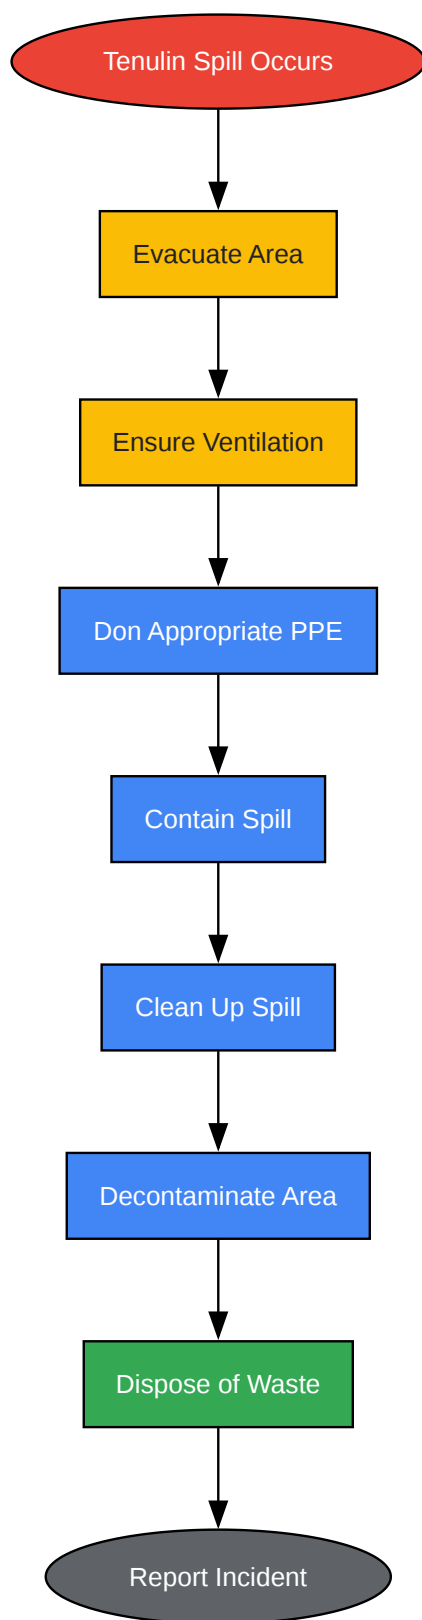 Tenulin Spill Occurs
Evacuate Area
Ensure Ventilation
Don Appropriate PPE
Contain Spill
Clean Up Spill
Decontaminate Area
Dispose of Waste
Report Incident